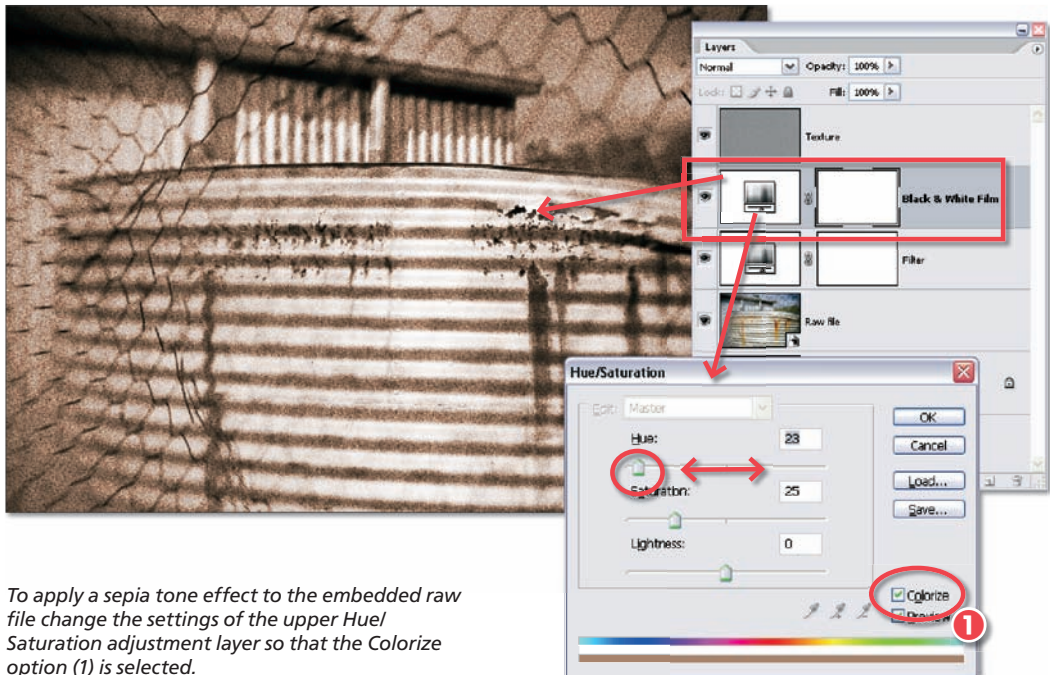 Layers
Normal Opacity: 100%
Lock: Fill: 100%
Texture
Black & White Film
Filter
Raw file
Hue/Saturation
Edit: Master
OK
Hue: 23
Cancel
Saturation: 25
Load...
Save...
Lightness: 0
Colorize
Preview
1
To apply a sepia tone effect to the embedded raw
file change the settings of the upper Hue/
Saturation adjustment layer so that the Colorize
option (1) is selected.